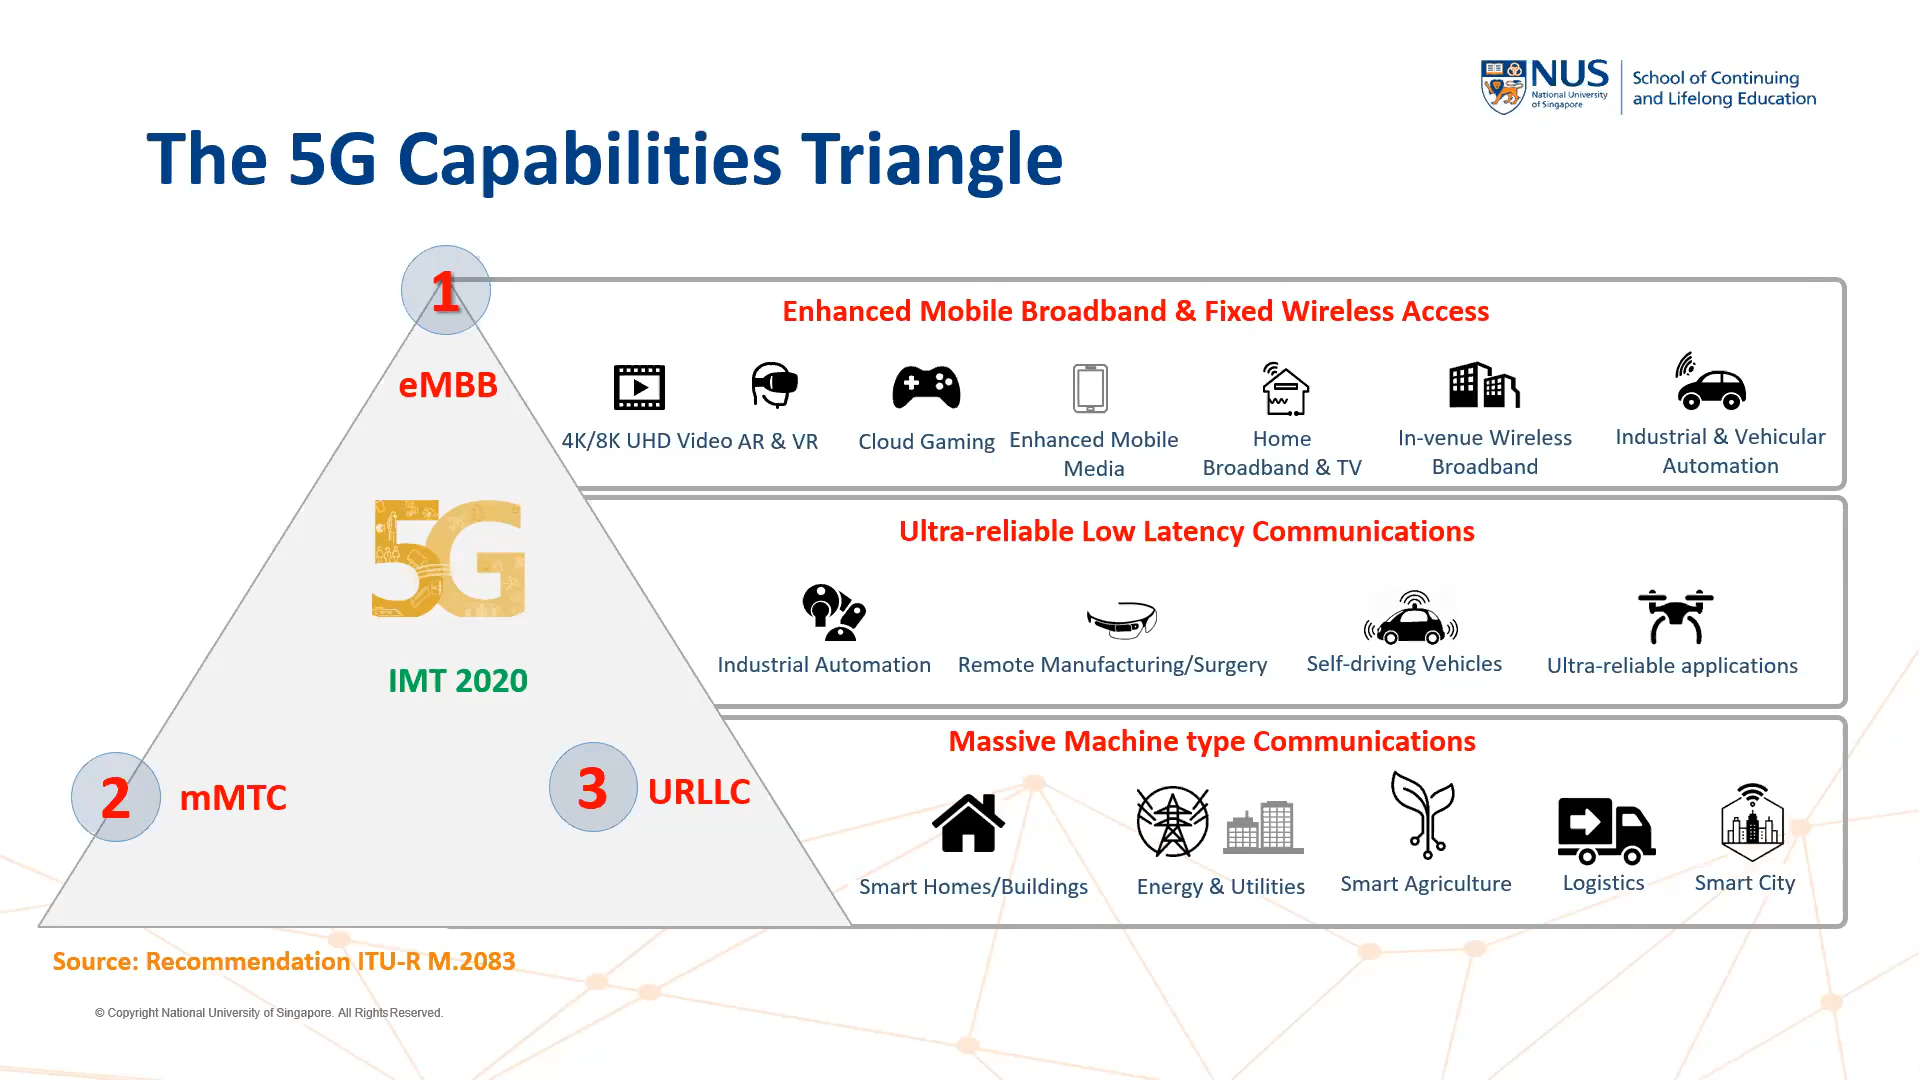 NUS
National University
of Singapore
School of Continuing
and Lifelong Education
The 5G Capabilities Triangle
1
eMBB
5G
IMT 2020
2
mMTC
3
URLLC
Enhanced Mobile Broadband & Fixed Wireless Access
4K/8K UHD Video
AR & VR
Cloud Gaming
Enhanced Mobile
Media
Home
Broadband & TV
In-venue Wireless
Broadband
Industrial & Vehicular
Automation
Ultra-reliable Low Latency Communications
Industrial Automation
Remote Manufacturing/Surgery
Self-driving Vehicles
Ultra-reliable applications
Massive Machine type Communications
Smart Homes/Buildings
Energy & Utilities
Smart Agriculture
Logistics
Smart City
Source: Recommendation ITU-R M.2083
© Copyright National University of Singapore. All Rights Reserved.